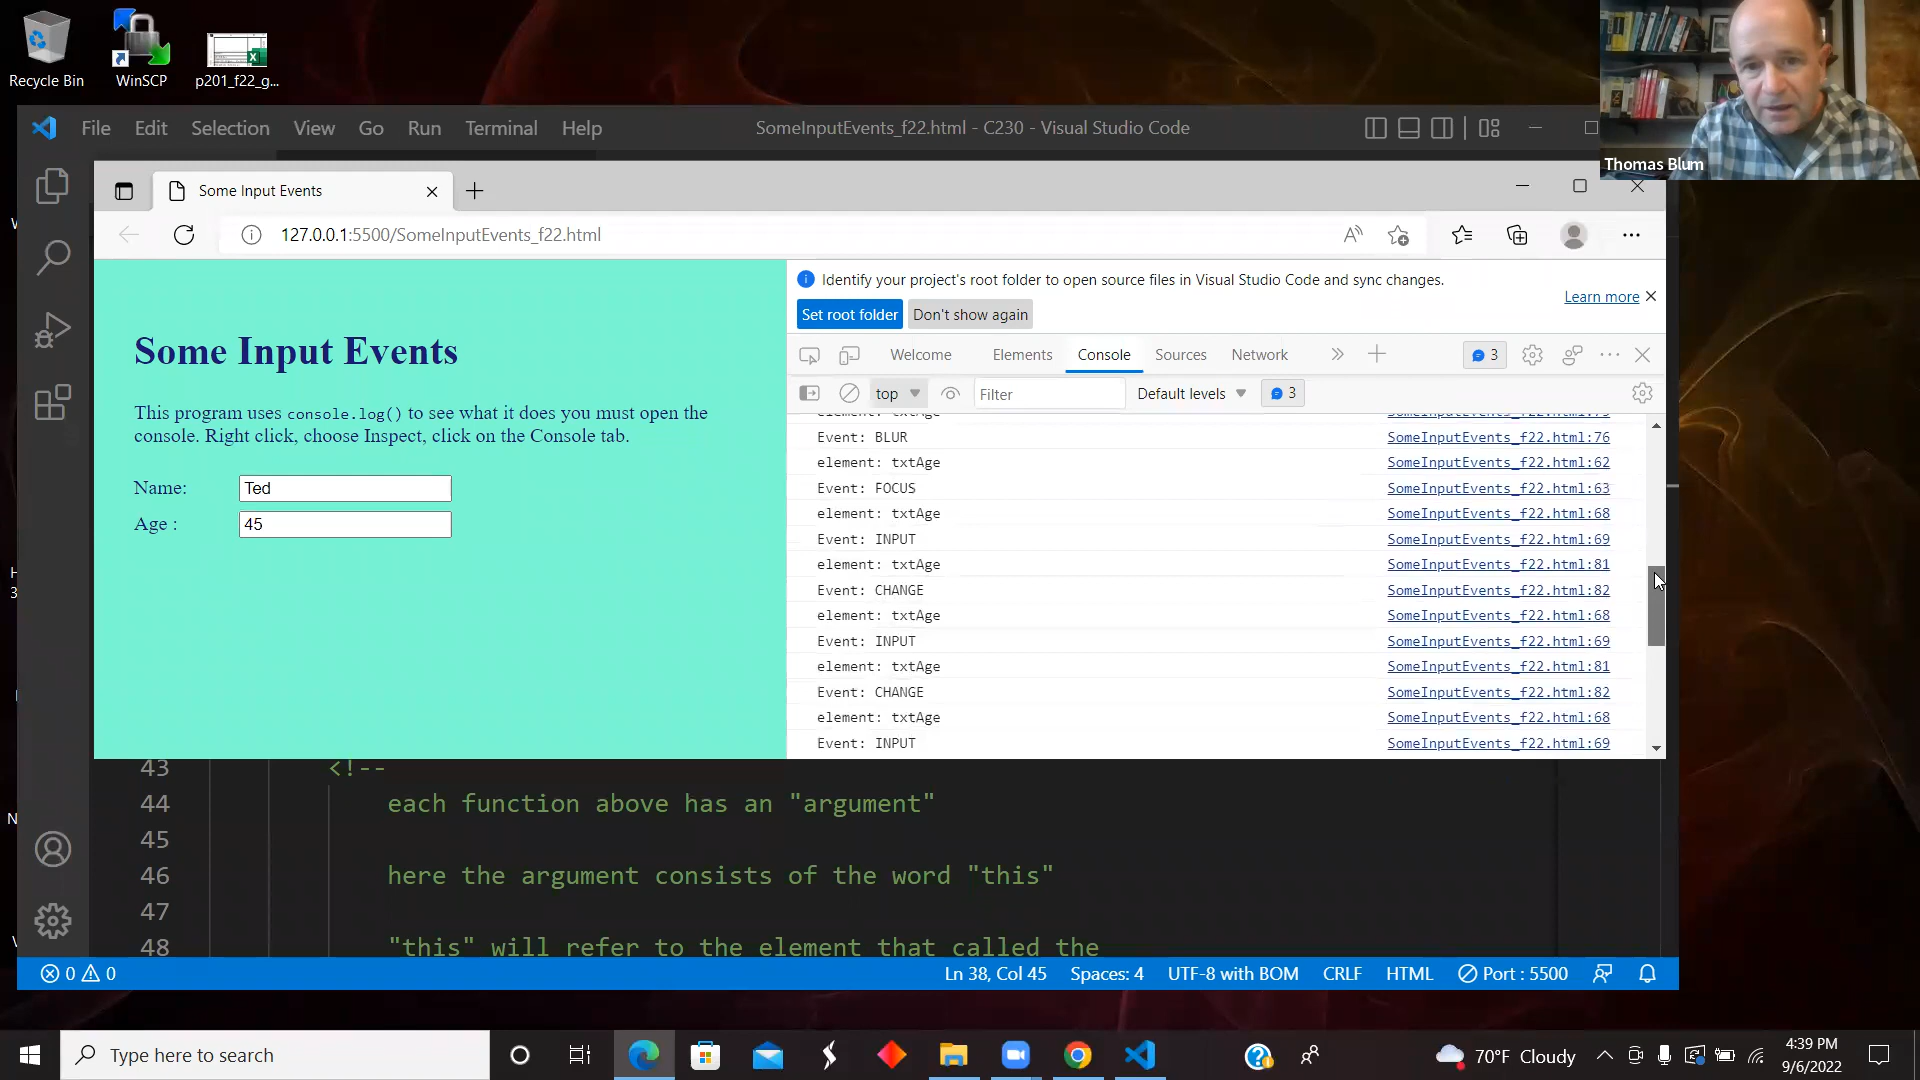 Recycle Bin
WinSCP
p201_f22_g...
Thomas Blum
File Edit Selection View Go Run Terminal Help
SomeInputEvents_f22.html - C230 - Visual Studio Code
Some Input Events
127.0.0.1:5500/SomeInputEvents_f22.html
Identify your project's root folder to open source files in Visual Studio Code and sync changes.
Learn more
Set root folder Don't show again
Welcome Elements Console Sources Network 3
top Filter Default levels 3
Some Input Events
This program uses console.log() to see what it does you must open the
console. Right click, choose Inspect, click on the Console tab.
Name: Ted
Age : 45
Event: BLUR SomeInputEvents_f22.html:76
element: txtAge SomeInputEvents_f22.html:62
Event: FOCUS SomeInputEvents_f22.html:63
element: txtAge SomeInputEvents_f22.html:68
Event: INPUT SomeInputEvents_f22.html:69
element: txtAge SomeInputEvents_f22.html:81
Event: CHANGE SomeInputEvents_f22.html:82
element: txtAge SomeInputEvents_f22.html:68
Event: INPUT SomeInputEvents_f22.html:69
element: txtAge SomeInputEvents_f22.html:81
Event: CHANGE SomeInputEvents_f22.html:82
element: txtAge SomeInputEvents_f22.html:68
Event: INPUT SomeInputEvents_f22.html:69
43 <!--
44 each function above has an "argument"
45
46 here the argument consists of the word "this"
47
48 "this" will refer to the element that called the
0 0
Ln 38, Col 45 Spaces: 4 UTF-8 with BOM CRLF HTML Port : 5500
Type here to search
70°F Cloudy
4:39 PM
9/6/2022